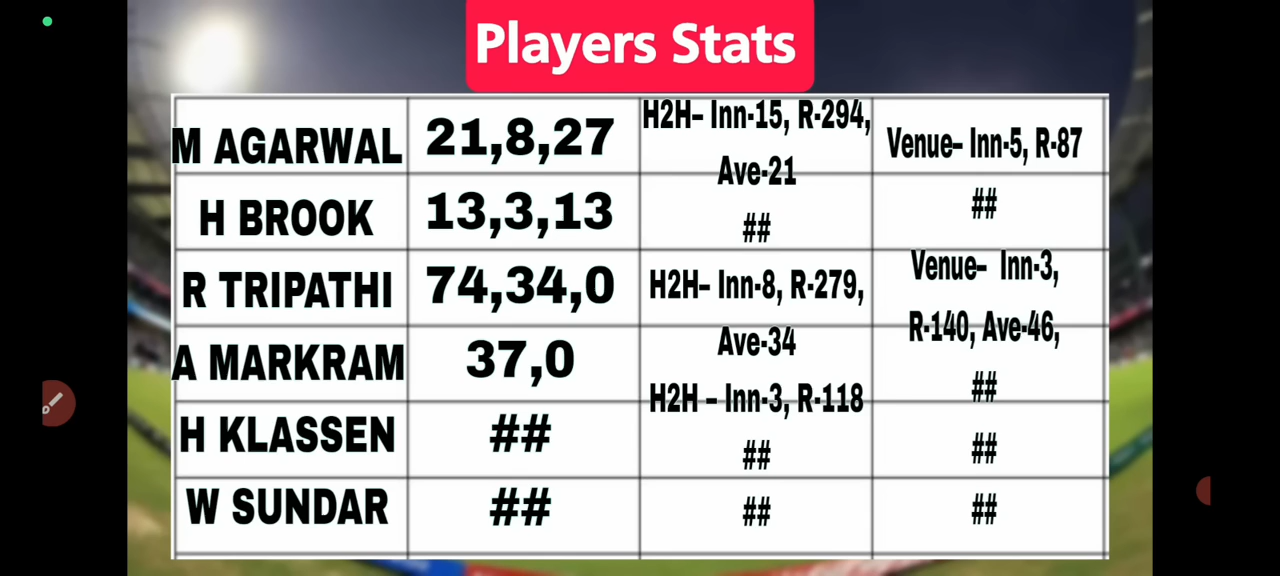 Players Stats
M AGARWAL
21,8,27
H2H– Inn-15, R-294,
Ave-21
Venue– Inn-5, R-87
H BROOK
13,3,13
##
##
R TRIPATHI
74,34,0
H2H– Inn-8, R-279,
Ave-34
Venue– Inn-3,
R-140, Ave-46,
A MARKRAM
37,0
H2H – Inn-3, R-118
##
H KLASSEN
##
##
##
W SUNDAR
##
##
##